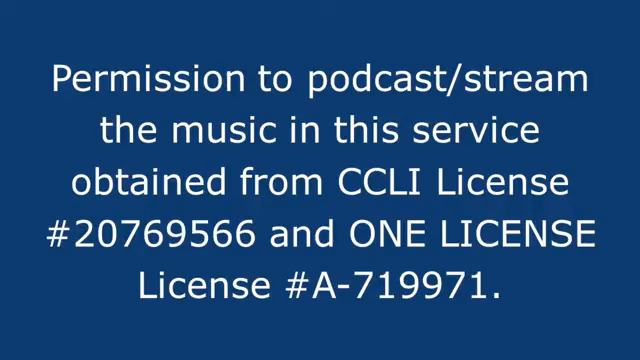 Permission to podcast/stream
the music in this service
obtained from CCLI License
#20769566 and ONE LICENSE
License #A-719971.